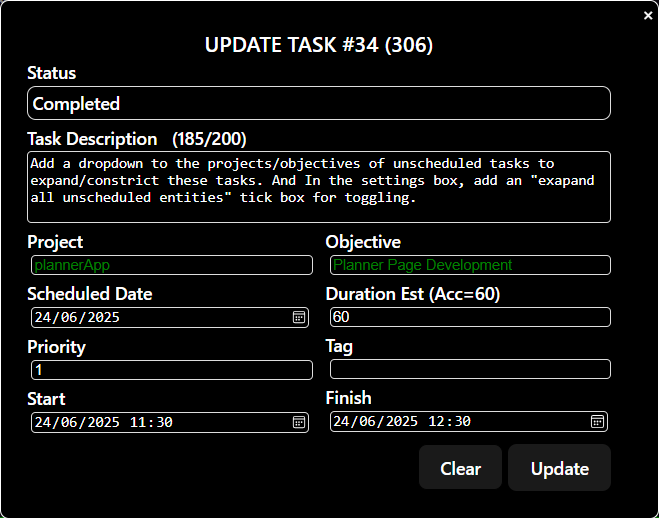 ×
UPDATE TASK #34 (306)
Status
Completed
Task Description (185/200)
Add a dropdown to the projects/objectives of unscheduled tasks to
expand/constrict these tasks. And In the settings box, add an "exapand
all unscheduled entities" tick box for toggling.
Project Objective
plannerApp Planner Page Development
Scheduled Date Duration Est (Acc=60)
24/06/2025 60
Priority Tag
1
Start Finish
24/06/2025 11:30 24/06/2025 12:30
Clear Update